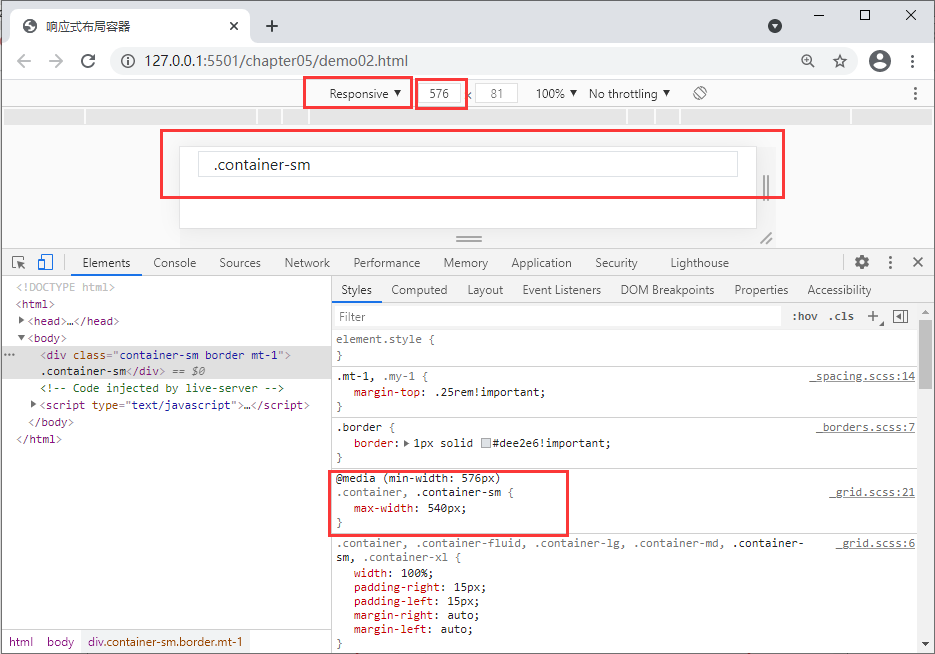 响应式布局容器
127.0.0.1:5501/chapter05/demo02.html
Responsive ▼ 576 × 81 100% ▼ No throttling ▼
.container-sm
Elements Console Sources Network Performance Memory Application Security Lighthouse
<!DOCTYPE html>
<html>
▶<head>…</head>
▼<body>
<div class="container-sm border mt-1">
.container-sm</div> == $0
<!-- Code injected by live-server -->
▶<script type="text/javascript">…</script>
</body>
</html>
html body div.container-sm.border.mt-1
Styles Computed Layout Event Listeners DOM Breakpoints Properties Accessibility
Filter :hov .cls +
element.style {
}
.mt-1, .my-1 { _spacing.scss:14
margin-top: .25rem!important;
}
.border { _borders.scss:7
border: ▶ 1px solid #dee2e6!important;
}
@media (min-width: 576px)
.container, .container-sm { _grid.scss:21
max-width: 540px;
}
.container, .container-fluid, .container-lg, .container-md, .container- _grid.scss:6
sm, .container-xl {
width: 100%;
padding-right: 15px;
padding-left: 15px;
margin-right: auto;
margin-left: auto;
}